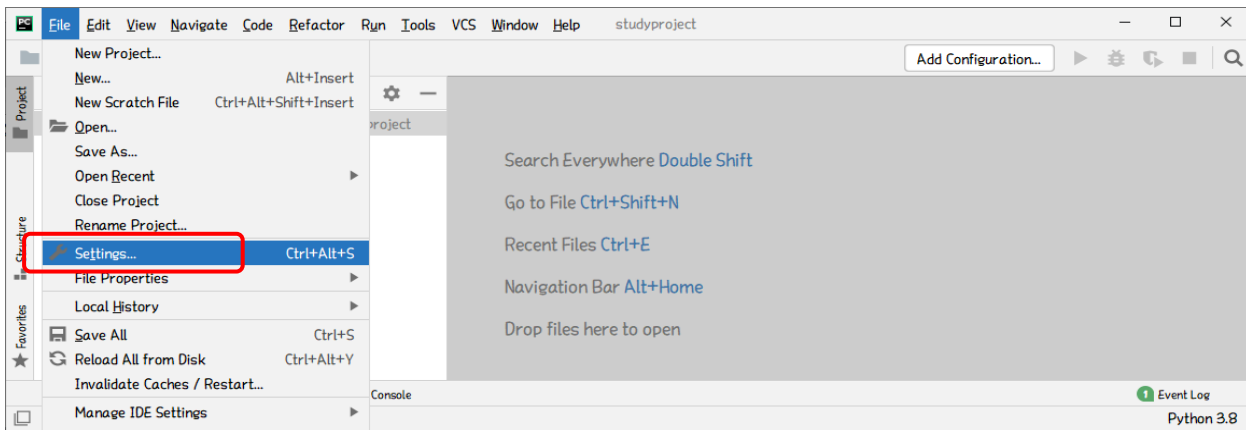 PC File Edit View Navigate Code Refactor Run Tools VCS Window Help studyproject
Add Configuration...
New Project...
New... Alt+Insert
New Scratch File Ctrl+Alt+Shift+Insert
Open...
Save As...
Open Recent
Close Project
Rename Project...
Settings... Ctrl+Alt+S
File Properties
Local History
Save All Ctrl+S
Reload All from Disk Ctrl+Alt+Y
Invalidate Caches / Restart...
Manage IDE Settings
Project
Structure
Favorites
project
Search Everywhere Double Shift
Go to File Ctrl+Shift+N
Recent Files Ctrl+E
Navigation Bar Alt+Home
Drop files here to open
Console
1 Event Log
Python 3.8